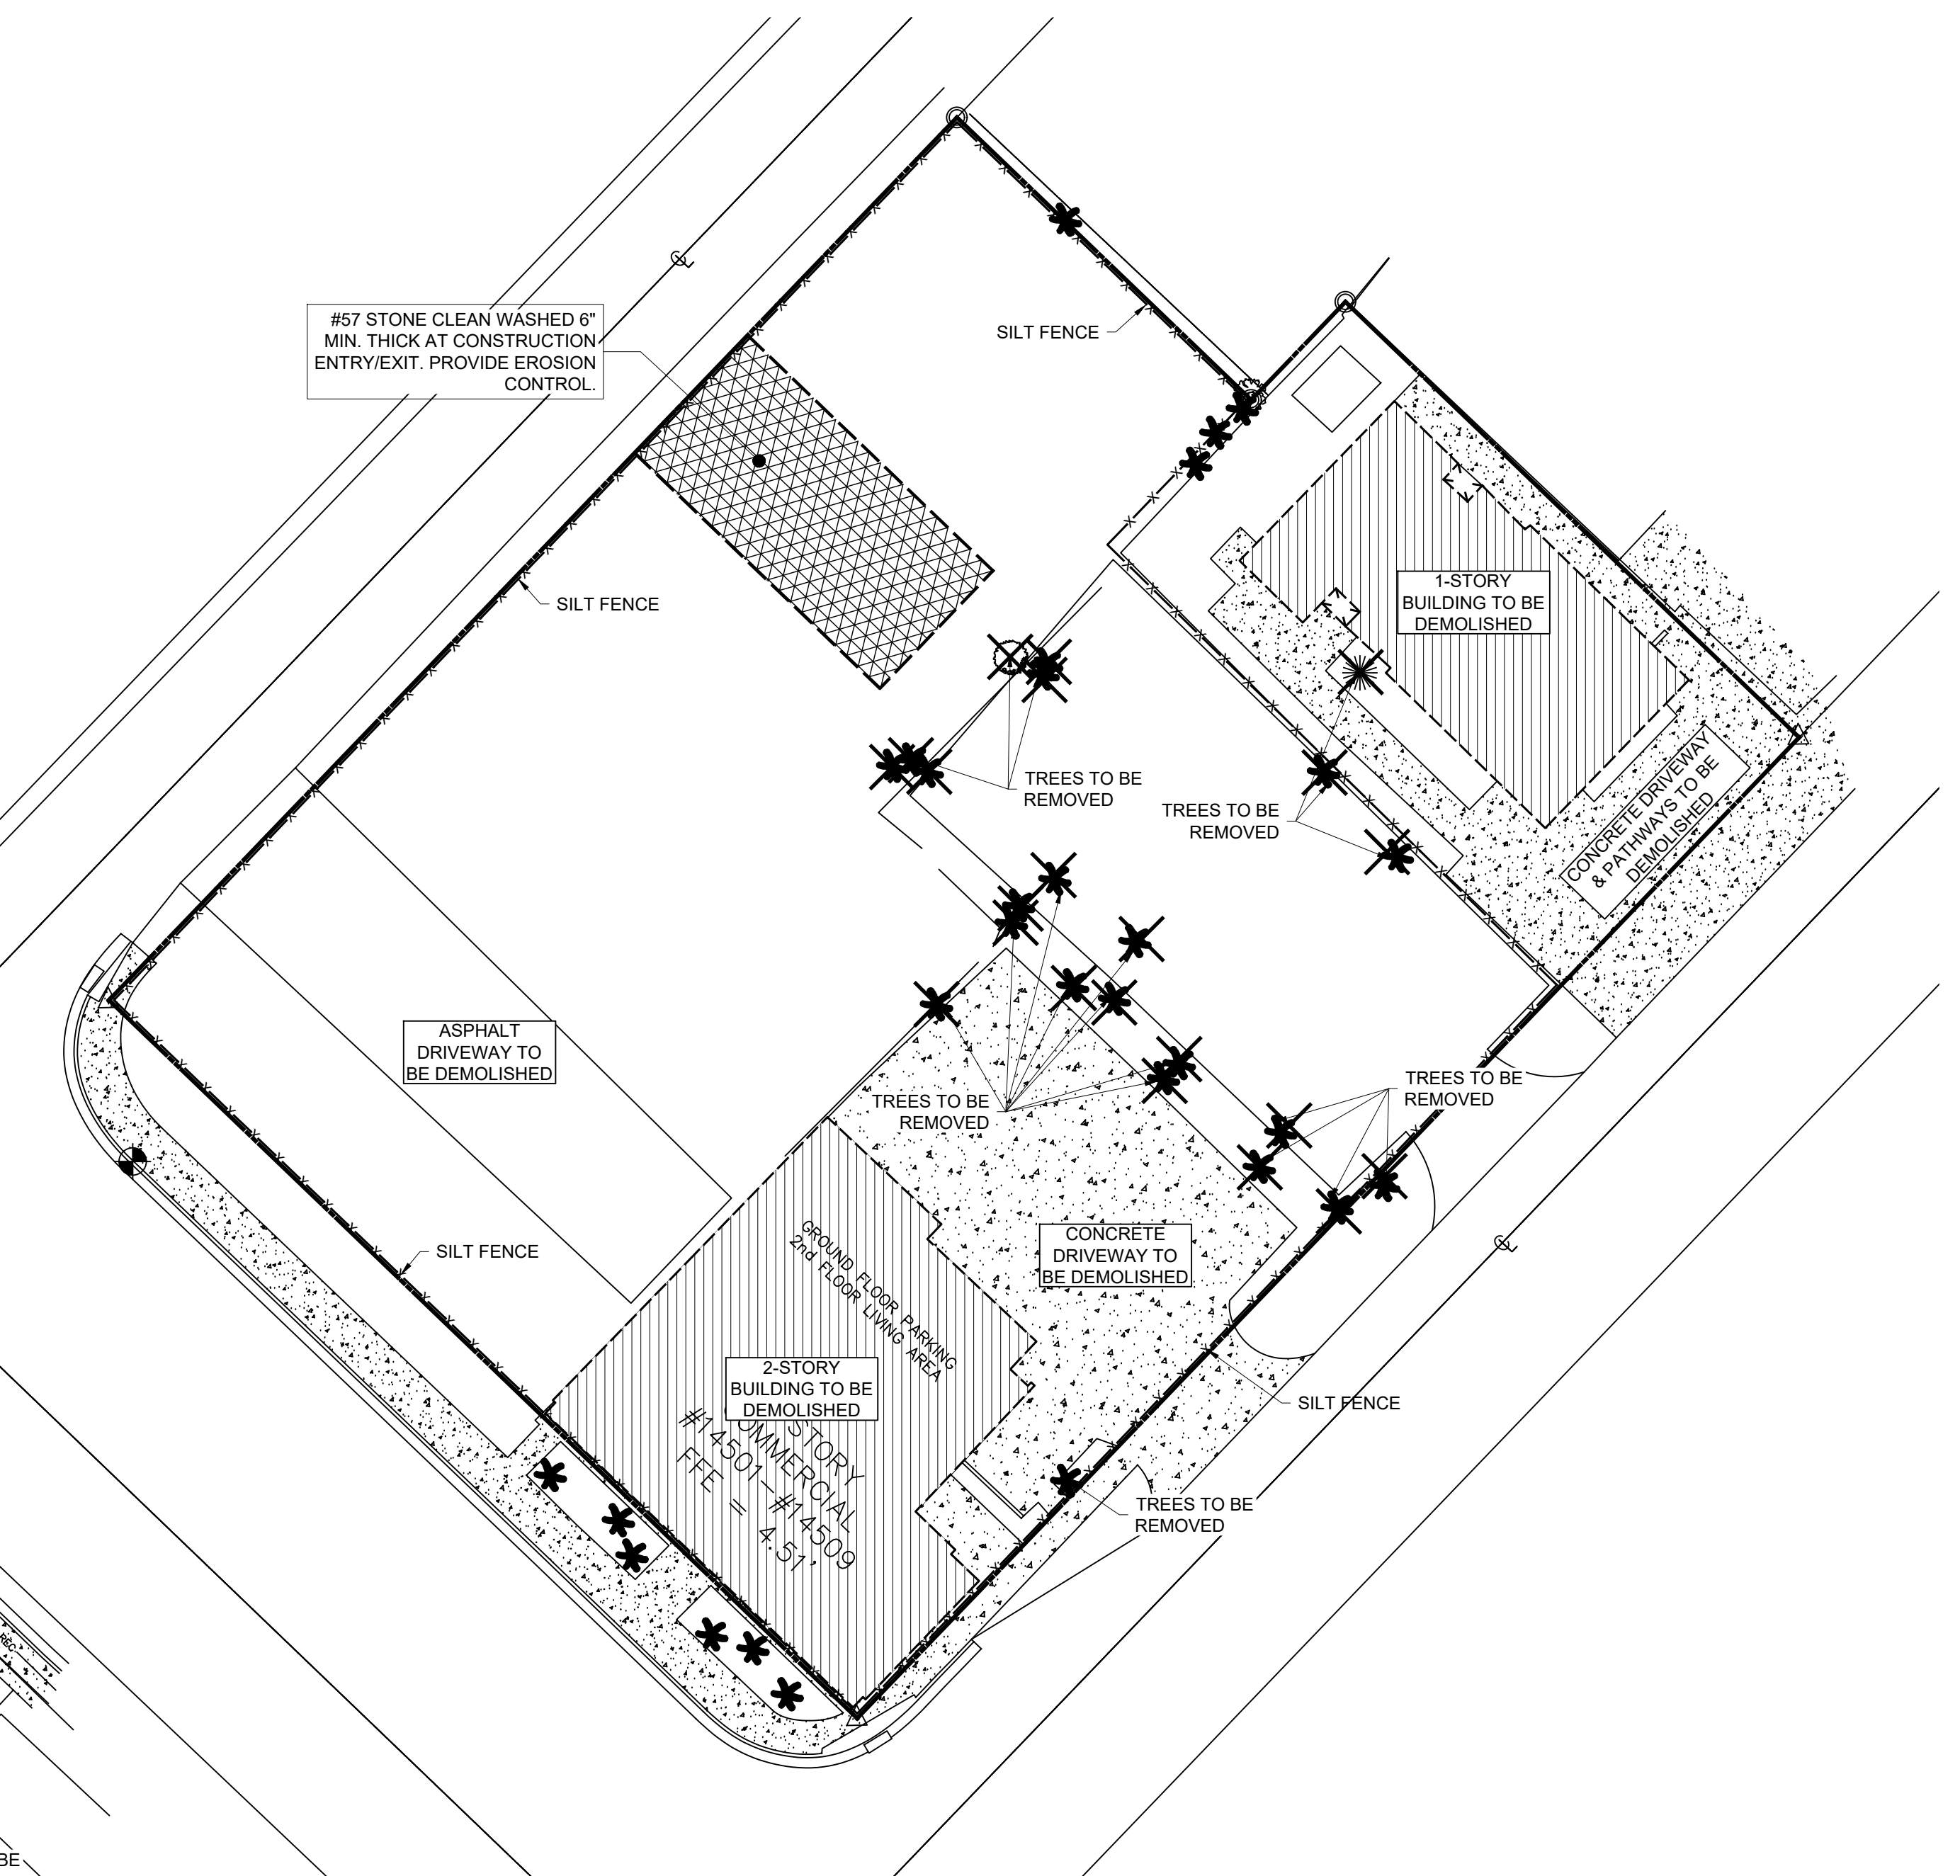 #57 STONE CLEAN WASHED 6"
MIN. THICK AT CONSTRUCTION
ENTRY/EXIT. PROVIDE EROSION
CONTROL.
SILT FENCE
SILT FENCE
1-STORY
BUILDING TO BE
DEMOLISHED
TREES TO BE
REMOVED
TREES TO BE
REMOVED
CONCRETE DRIVEWAY
& PATHWAYS TO BE
DEMOLISHED
ASPHALT
DRIVEWAY TO
BE DEMOLISHED
TREES TO BE
REMOVED
TREES TO BE
REMOVED
SILT FENCE
GROUND FLOOR PARKING
2nd FLOOR LIVING AREA
CONCRETE
DRIVEWAY TO
BE DEMOLISHED
2-STORY
BUILDING TO BE
DEMOLISHED
STORY
OMMERCIAL
#14501-#14509
FFE = 4.51'
SILT FENCE
TREES TO BE
REMOVED
REC
BE